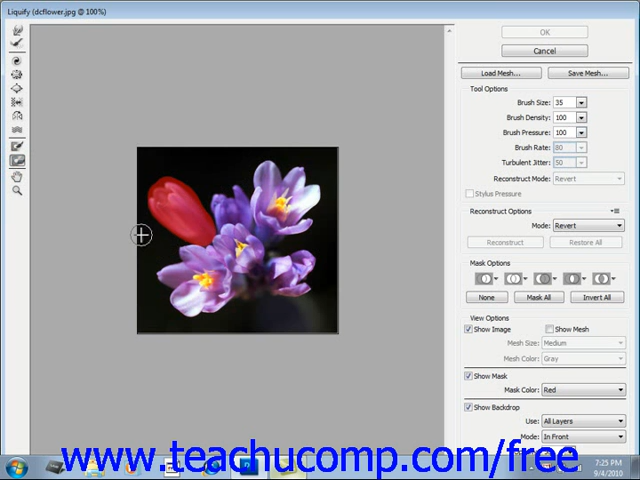 Liquify (dcflower.jpg @ 100%)
OK
Cancel
Load Mesh... Save Mesh...
Tool Options
Brush Size: 35
Brush Density: 100
Brush Pressure: 100
Brush Rate: 80
Turbulent Jitter: 50
Reconstruct Mode: Revert
Stylus Pressure
Reconstruct Options
Mode: Revert
Reconstruct Restore All
Mask Options
None Mask All Invert All
View Options
Show Image Show Mesh
Mesh Size: Medium
Mesh Color: Gray
Show Mask
Mask Color: Red
Show Backdrop
Use: All Layers
Mode: In Front
www.teachucomp.com/free
7:25 PM
9/4/2010